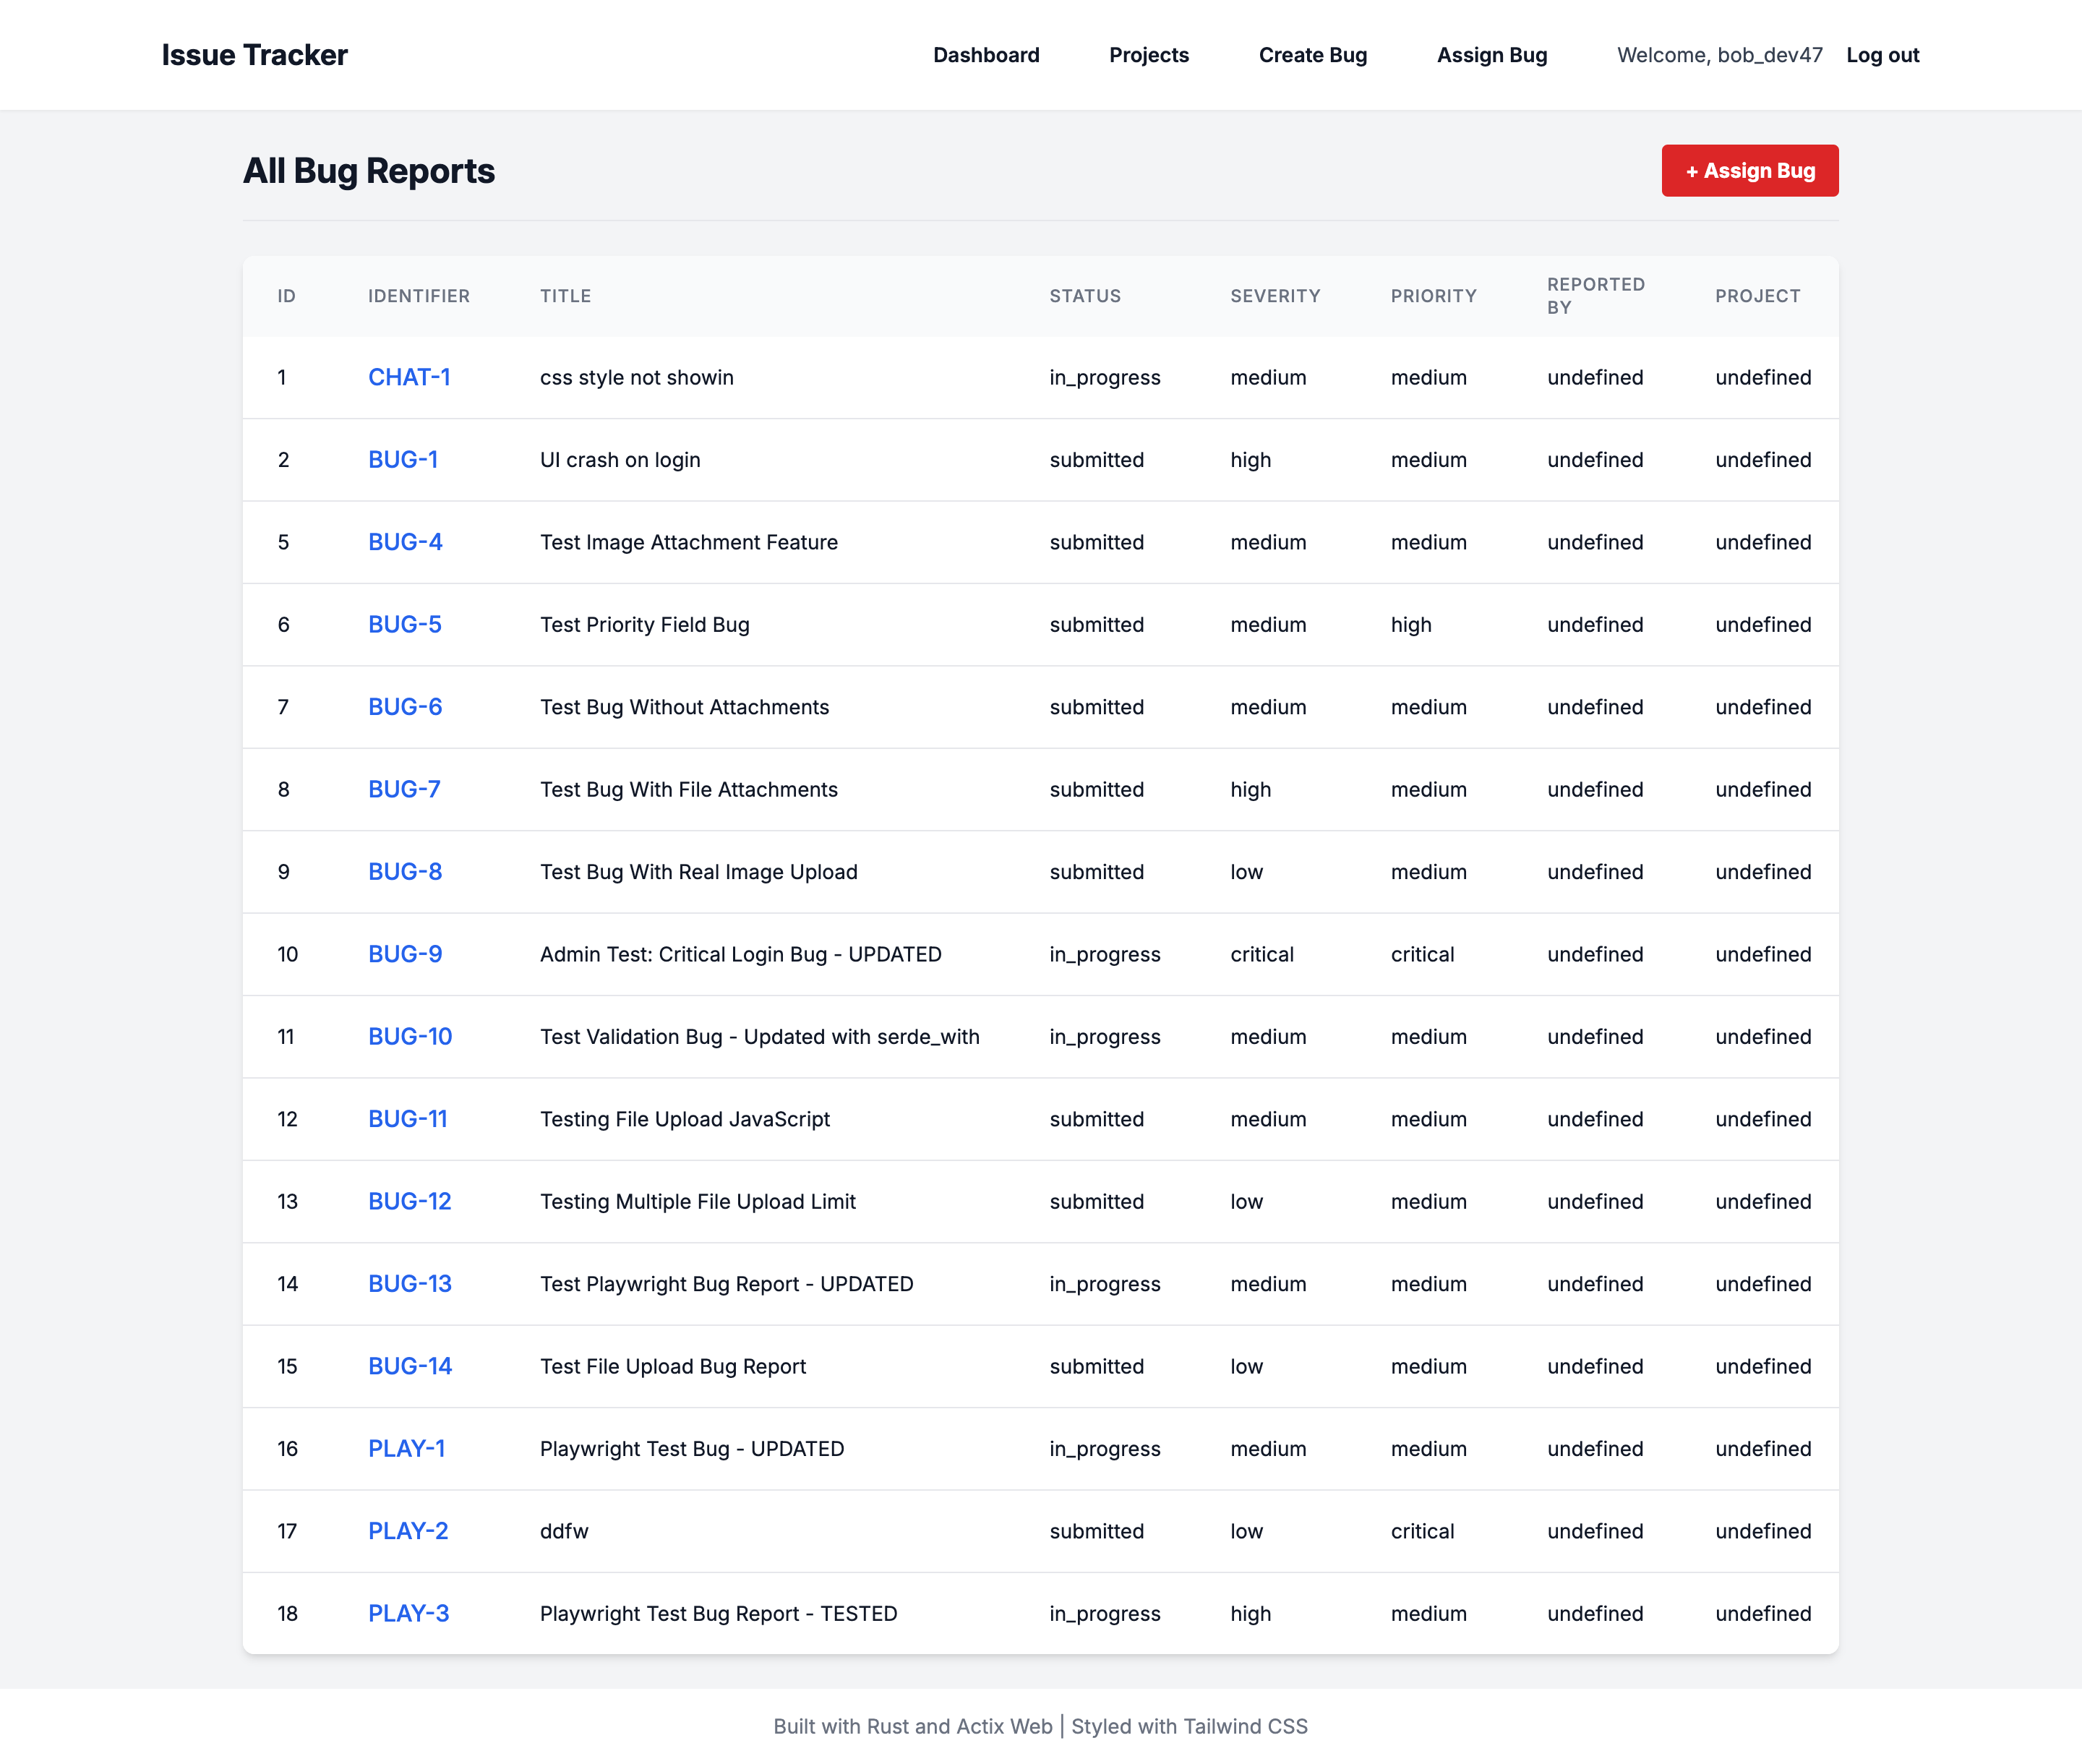 Issue Tracker Dashboard Projects Create Bug Assign Bug Welcome, bob_dev47 Log out
All Bug Reports + Assign Bug
ID IDENTIFIER TITLE STATUS SEVERITY PRIORITY REPORTED BY PROJECT
1 CHAT-1 css style not showin in_progress medium medium undefined undefined
2 BUG-1 UI crash on login submitted high medium undefined undefined
5 BUG-4 Test Image Attachment Feature submitted medium medium undefined undefined
6 BUG-5 Test Priority Field Bug submitted medium high undefined undefined
7 BUG-6 Test Bug Without Attachments submitted medium medium undefined undefined
8 BUG-7 Test Bug With File Attachments submitted high medium undefined undefined
9 BUG-8 Test Bug With Real Image Upload submitted low medium undefined undefined
10 BUG-9 Admin Test: Critical Login Bug - UPDATED in_progress critical critical undefined undefined
11 BUG-10 Test Validation Bug - Updated with serde_with in_progress medium medium undefined undefined
12 BUG-11 Testing File Upload JavaScript submitted medium medium undefined undefined
13 BUG-12 Testing Multiple File Upload Limit submitted low medium undefined undefined
14 BUG-13 Test Playwright Bug Report - UPDATED in_progress medium medium undefined undefined
15 BUG-14 Test File Upload Bug Report submitted low medium undefined undefined
16 PLAY-1 Playwright Test Bug - UPDATED in_progress medium medium undefined undefined
17 PLAY-2 ddfw submitted low critical undefined undefined
18 PLAY-3 Playwright Test Bug Report - TESTED in_progress high medium undefined undefined
Built with Rust and Actix Web | Styled with Tailwind CSS